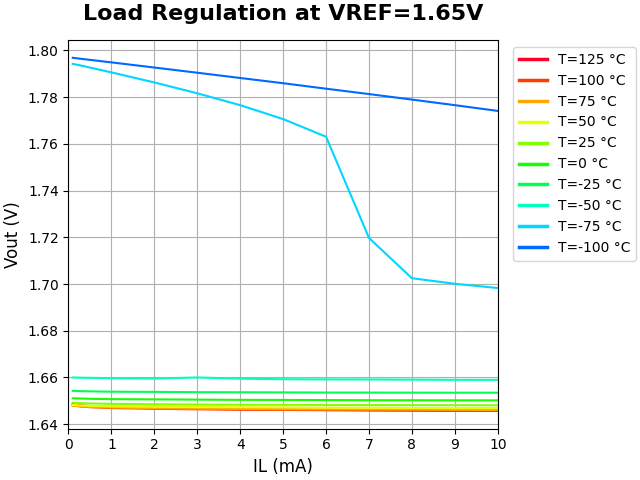 Load Regulation at VREF=1.65V
Vout (V)
1.80
1.78
1.76
1.74
1.72
1.70
1.68
1.66
1.64
0 1 2 3 4 5 6 7 8 9 10
IL (mA)
T=125 °C
T=100 °C
T=75 °C
T=50 °C
T=25 °C
T=0 °C
T=-25 °C
T=-50 °C
T=-75 °C
T=-100 °C